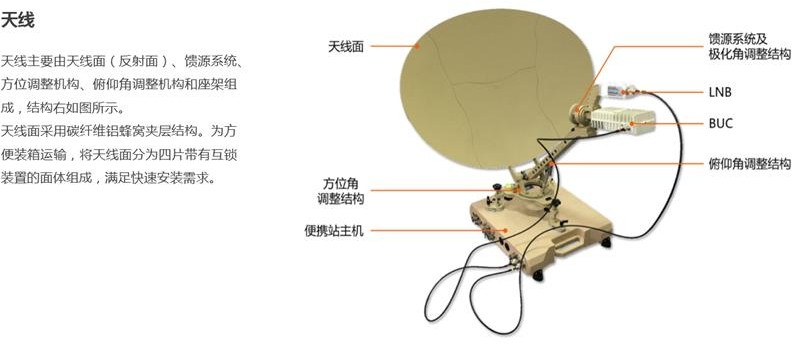 天线
天线主要由天线面（反射面）、馈源系统、
方位调整机构、俯仰角调整机构和座架组
成，结构右如图所示。
天线面采用碳纤维铝蜂窝夹层结构。为方
便装箱运输，将天线面分为四片带有互锁
装置的面体组成，满足快速安装需求。
天线面
馈源系统及
极化角调整结构
LNB
BUC
俯仰角调整结构
方位角
调整结构
便携站主机